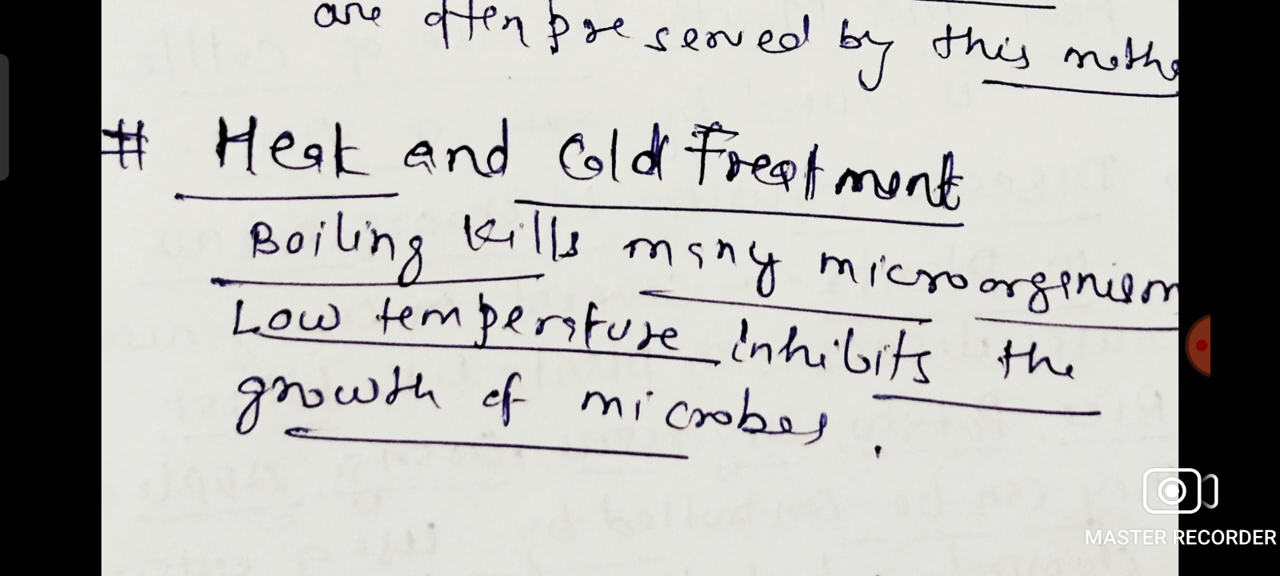 are often preserved by this metho
# Heat and Cold Treatment
Boiling kills many microorganism
Low temperature inhibits the
growth of microbes.
MASTER RECORDER